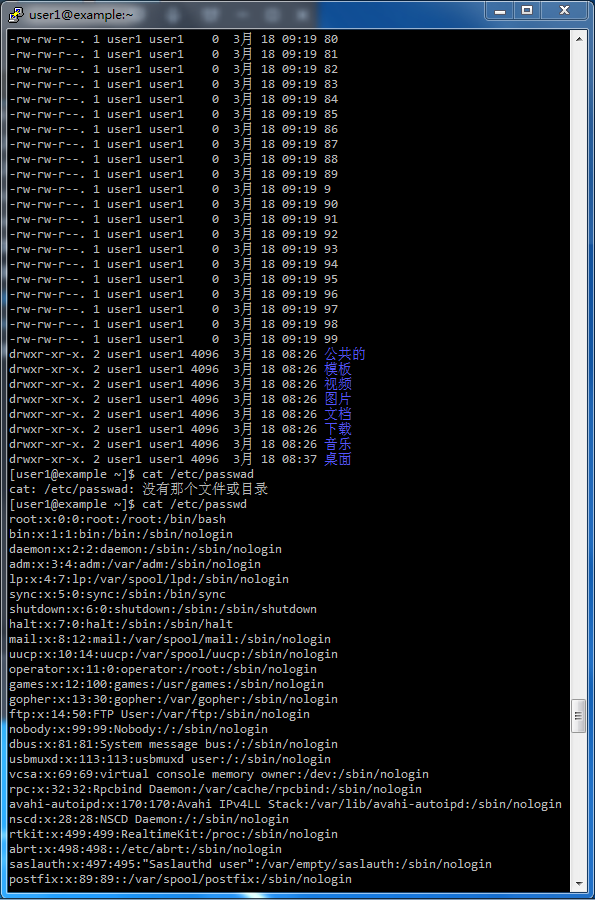 user1@example:~
-rw-rw-r--. 1 user1 user1    0  3月 18 09:19 80
-rw-rw-r--. 1 user1 user1    0  3月 18 09:19 81
-rw-rw-r--. 1 user1 user1    0  3月 18 09:19 82
-rw-rw-r--. 1 user1 user1    0  3月 18 09:19 83
-rw-rw-r--. 1 user1 user1    0  3月 18 09:19 84
-rw-rw-r--. 1 user1 user1    0  3月 18 09:19 85
-rw-rw-r--. 1 user1 user1    0  3月 18 09:19 86
-rw-rw-r--. 1 user1 user1    0  3月 18 09:19 87
-rw-rw-r--. 1 user1 user1    0  3月 18 09:19 88
-rw-rw-r--. 1 user1 user1    0  3月 18 09:19 89
-rw-rw-r--. 1 user1 user1    0  3月 18 09:19 9
-rw-rw-r--. 1 user1 user1    0  3月 18 09:19 90
-rw-rw-r--. 1 user1 user1    0  3月 18 09:19 91
-rw-rw-r--. 1 user1 user1    0  3月 18 09:19 92
-rw-rw-r--. 1 user1 user1    0  3月 18 09:19 93
-rw-rw-r--. 1 user1 user1    0  3月 18 09:19 94
-rw-rw-r--. 1 user1 user1    0  3月 18 09:19 95
-rw-rw-r--. 1 user1 user1    0  3月 18 09:19 96
-rw-rw-r--. 1 user1 user1    0  3月 18 09:19 97
-rw-rw-r--. 1 user1 user1    0  3月 18 09:19 98
-rw-rw-r--. 1 user1 user1    0  3月 18 09:19 99
drwxr-xr-x. 2 user1 user1 4096  3月 18 08:26 公共的
drwxr-xr-x. 2 user1 user1 4096  3月 18 08:26 模板
drwxr-xr-x. 2 user1 user1 4096  3月 18 08:26 视频
drwxr-xr-x. 2 user1 user1 4096  3月 18 08:26 图片
drwxr-xr-x. 2 user1 user1 4096  3月 18 08:26 文档
drwxr-xr-x. 2 user1 user1 4096  3月 18 08:26 下载
drwxr-xr-x. 2 user1 user1 4096  3月 18 08:26 音乐
drwxr-xr-x. 2 user1 user1 4096  3月 18 08:37 桌面
[user1@example ~]$ cat /etc/passwad
cat: /etc/passwad: 没有那个文件或目录
[user1@example ~]$ cat /etc/passwd
root:x:0:0:root:/root:/bin/bash
bin:x:1:1:bin:/bin:/sbin/nologin
daemon:x:2:2:daemon:/sbin:/sbin/nologin
adm:x:3:4:adm:/var/adm:/sbin/nologin
lp:x:4:7:lp:/var/spool/lpd:/sbin/nologin
sync:x:5:0:sync:/sbin:/bin/sync
shutdown:x:6:0:shutdown:/sbin:/sbin/shutdown
halt:x:7:0:halt:/sbin:/sbin/halt
mail:x:8:12:mail:/var/spool/mail:/sbin/nologin
uucp:x:10:14:uucp:/var/spool/uucp:/sbin/nologin
operator:x:11:0:operator:/root:/sbin/nologin
games:x:12:100:games:/usr/games:/sbin/nologin
gopher:x:13:30:gopher:/var/gopher:/sbin/nologin
ftp:x:14:50:FTP User:/var/ftp:/sbin/nologin
nobody:x:99:99:Nobody:/:/sbin/nologin
dbus:x:81:81:System message bus:/:/sbin/nologin
usbmuxd:x:113:113:usbmuxd user:/:/sbin/nologin
vcsa:x:69:69:virtual console memory owner:/dev:/sbin/nologin
rpc:x:32:32:Rpcbind Daemon:/var/cache/rpcbind:/sbin/nologin
avahi-autoipd:x:170:170:Avahi IPv4LL Stack:/var/lib/avahi-autoipd:/sbin/nologin
nscd:x:28:28:NSCD Daemon:/:/sbin/nologin
rtkit:x:499:499:RealtimeKit:/proc:/sbin/nologin
abrt:x:498:498::/etc/abrt:/sbin/nologin
saslauth:x:497:495:"Saslauthd user":/var/empty/saslauth:/sbin/nologin
postfix:x:89:89::/var/spool/postfix:/sbin/nologin